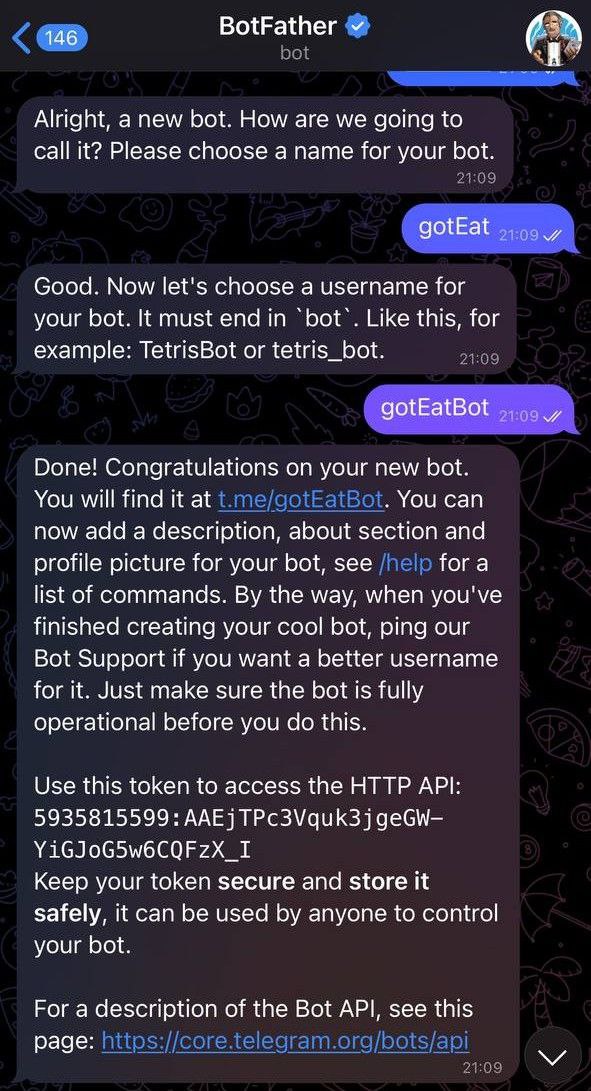 146
BotFather
bot
Alright, a new bot. How are we going to
call it? Please choose a name for your bot.
21:09
gotEat 21:09
Good. Now let's choose a username for
your bot. It must end in `bot`. Like this, for
example: TetrisBot or tetris_bot.
21:09
gotEatBot 21:09
Done! Congratulations on your new bot.
You will find it at t.me/gotEatBot. You can
now add a description, about section and
profile picture for your bot, see /help for a
list of commands. By the way, when you've
finished creating your cool bot, ping our
Bot Support if you want a better username
for it. Just make sure the bot is fully
operational before you do this.
Use this token to access the HTTP API:
5935815599:AAEjTPc3Vquk3jgeGW-
YiGJoG5w6CQFzX_I
Keep your token secure and store it
safely, it can be used by anyone to control
your bot.
For a description of the Bot API, see this
page: https://core.telegram.org/bots/api
21:09